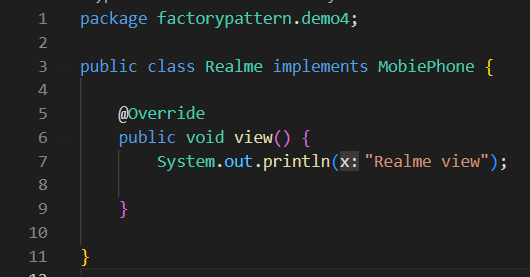 1 package factorypattern.demo4;
2
3 public class Realme implements MobiePhone {
4
5 @Override
6 public void view() {
7 System.out.println(x: "Realme view");
8
9 }
10
11 }